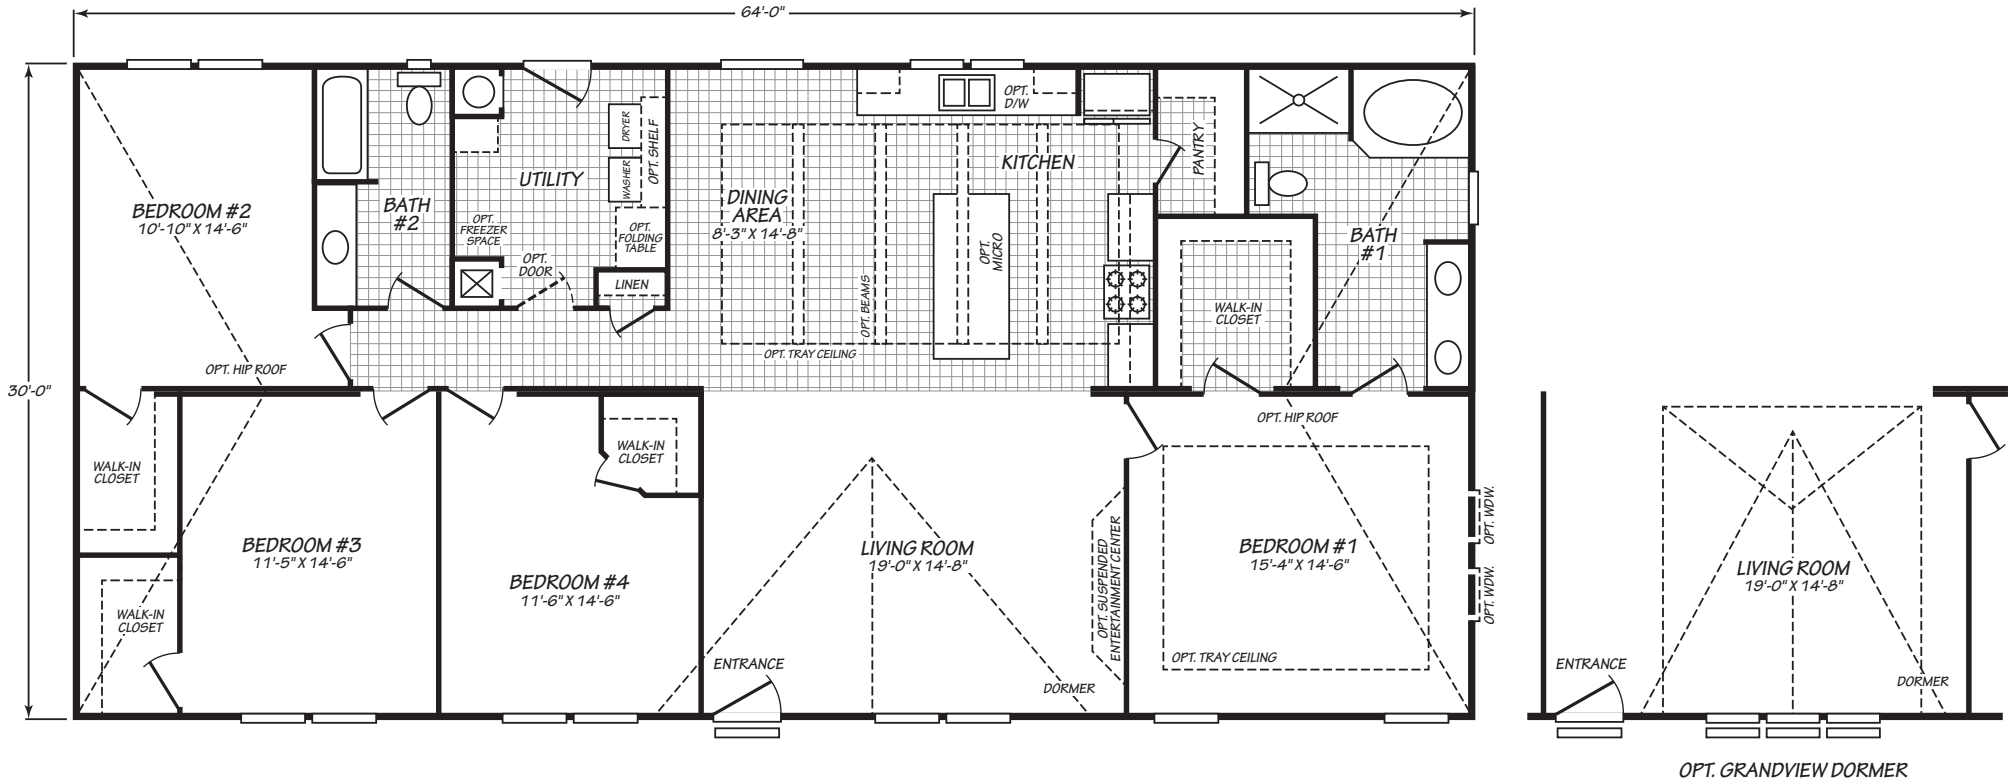 64'-0"
30'-0"
BEDROOM #2
10'-10" X 14'-6"
OPT. HIP ROOF
BATH
#2
UTILITY
OPT.
FREEZER
SPACE
OPT.
DOOR
DRYER
WASHER
OPT. SHELF
OPT.
FOLDING
TABLE
LINEN
DINING
AREA
8'-3" X 14'-8"
OPT. BEAMS
OPT. TRAY CEILING
KITCHEN
OPT.
D/W
OPT.
MICRO
PANTRY
WALK-IN
CLOSET
BATH
#1
WALK-IN
CLOSET
WALK-IN
CLOSET
BEDROOM #3
11'-5" X 14'-6"
WALK-IN
CLOSET
BEDROOM #4
11'-6" X 14'-6"
LIVING ROOM
19'-0" X 14'-8"
ENTRANCE
DORMER
OPT. SUSPENDED
ENTERTAINMENT CENTER
OPT. HIP ROOF
BEDROOM #1
15'-4" X 14'-6"
OPT. TRAY CEILING
OPT. WDW.
OPT. WDW.
LIVING ROOM
19'-0" X 14'-8"
ENTRANCE
DORMER
OPT. GRANDVIEW DORMER